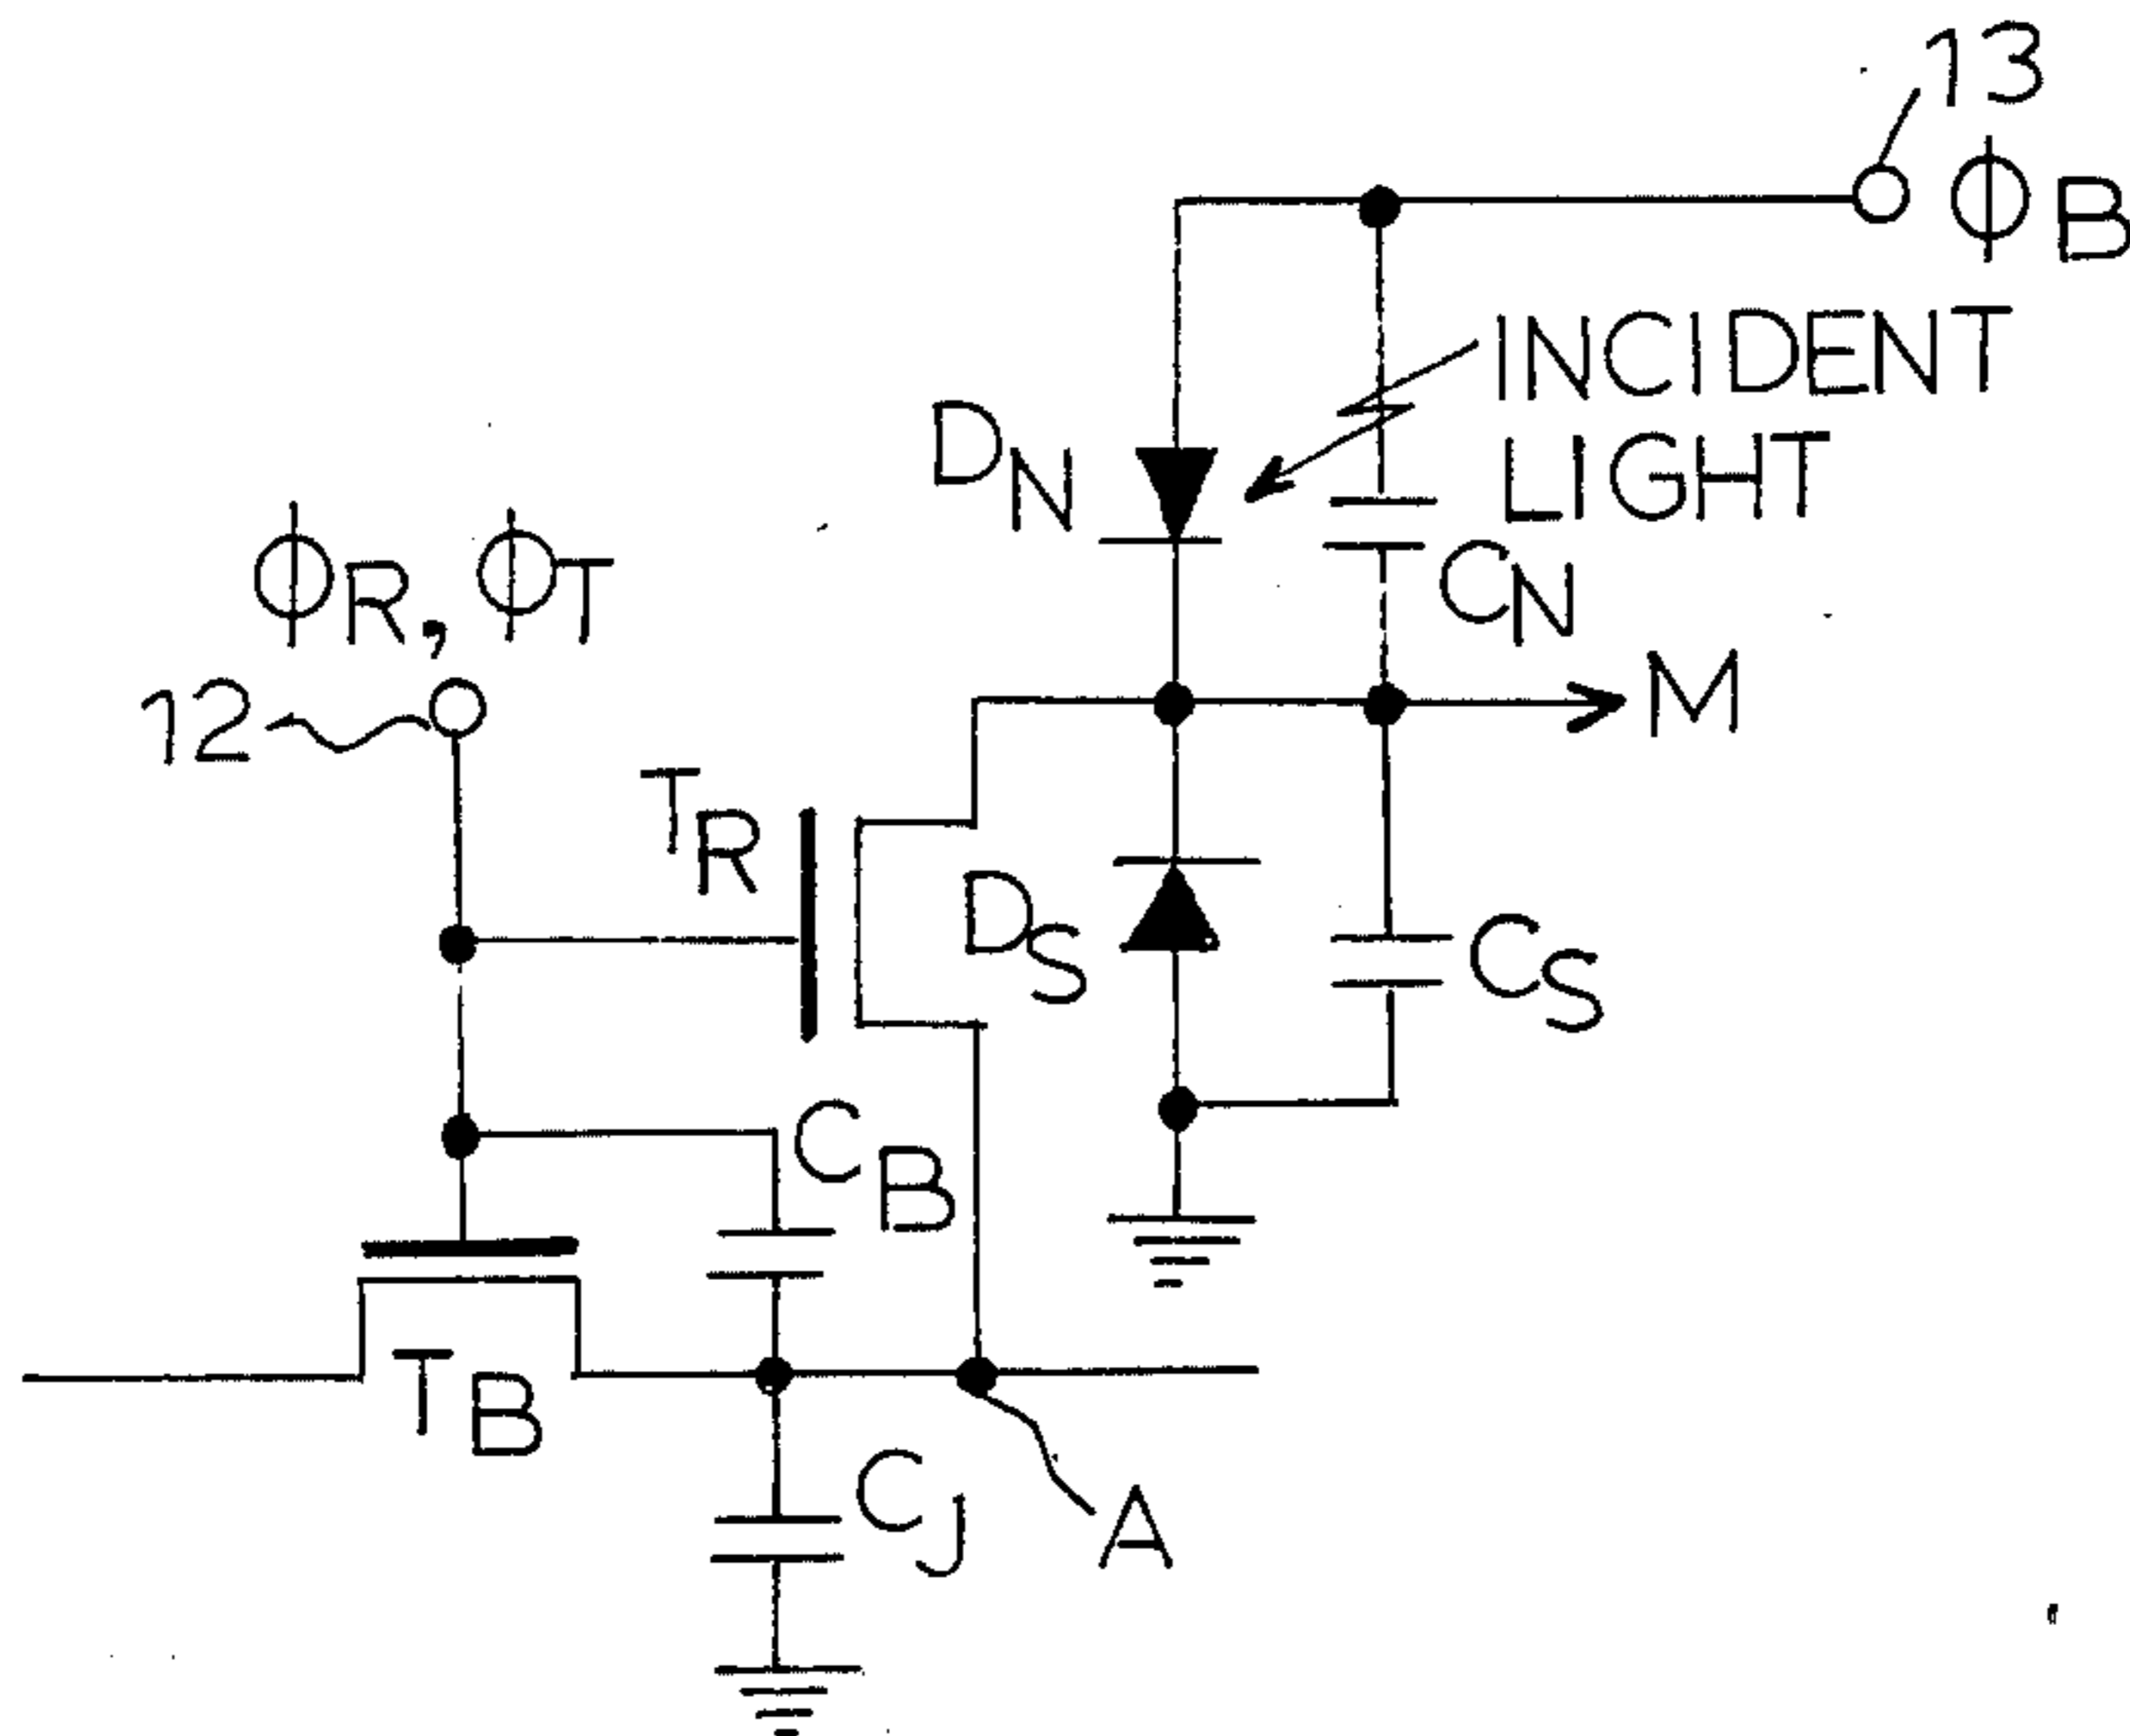 13
ϕB
INCIDENT
LIGHT
DN
CN
ϕR, ϕT
12
M
TR
DS
CS
CB
TB
CJ
A